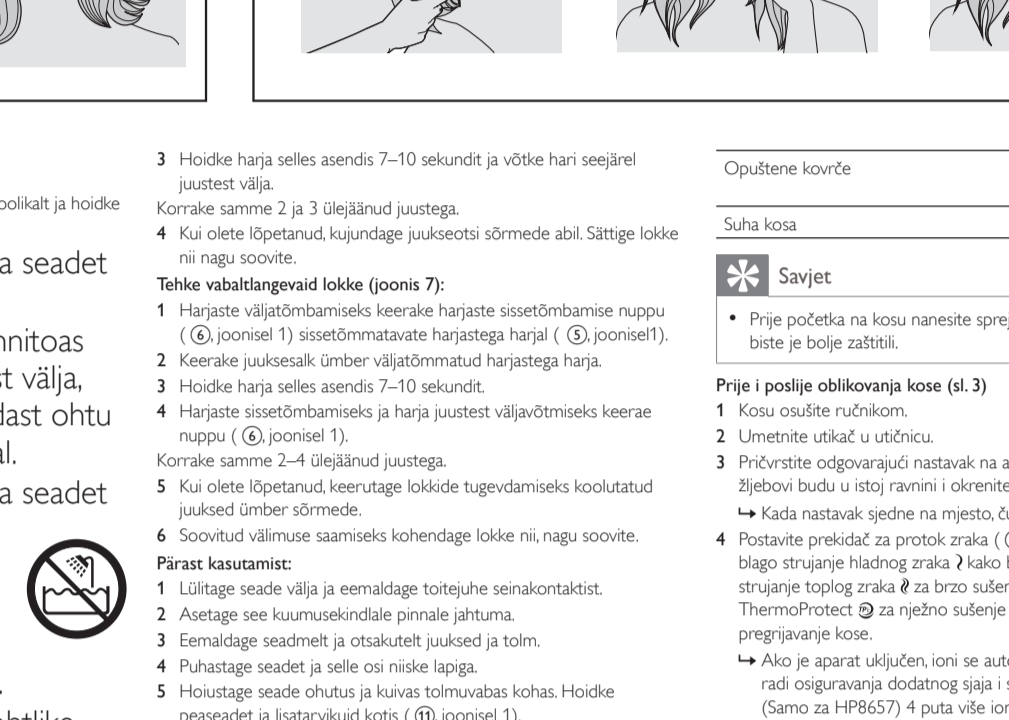 oolikalt ja hoidke
a seadet
nnitoas
st välja,
dast ohtu
al.
a seadet
3 Hoidke harja selles asendis 7–10 sekundit ja võtke hari seejärel
juustest välja.
Korrake samme 2 ja 3 ülejäänud juustega.
4 Kui olete lõpetanud, kujundage juukseotsi sõrmede abil. Sättige lokke
nii nagu soovite.
Tehke vabaltlangevaid lokke (joonis 7):
1 Harjaste väljatõmbamiseks keerake harjaste sissetõmbamise nuppu
( ⑥, joonisel 1) sissetõmmatavate harjastega harjal ( ⑤, joonisel1).
2 Keerake juuksesalk ümber väljatõmmatud harjastega harja.
3 Hoidke harja selles asendis 7–10 sekundit.
4 Harjaste sissetõmbamiseks ja harja juustest väljavõtmiseks keerae
nuppu ( ⑥, joonisel 1).
Korrake samme 2–4 ülejäänud juustega.
5 Kui olete lõpetanud, keerutage lokkide tugevdamiseks koolutatud
juuksed ümber sõrmede.
6 Soovitud välimuse saamiseks kohendage lokke nii, nagu soovite.
Pärast kasutamist:
1 Lülitage seade välja ja eemaldage toitejuhe seinakontaktist.
2 Asetage see kuumusekindlale pinnale jahtuma.
3 Eemaldage seadmelt ja otsakutelt juuksed ja tolm.
4 Puhastage seadet ja selle osi niiske lapiga.
5 Hoiustage seade ohutus ja kuivas tolmuvabas kohas. Hoidke
peaseadet ja lisatarvikuid kotis ( ⑪, joonisel 1).
Opuštene kovrče
Suha kosa
Savjet
• Prije početka na kosu nanesite sprej
biste je bolje zaštitili.
Prije i poslije oblikovanja kose (sl. 3)
1 Kosu osušite ručnikom.
2 Umetnite utikač u utičnicu.
3 Pričvrstite odgovarajući nastavak na a
žljebovi budu u istoj ravnini i okrenite
↳ Kada nastavak sjedne na mjesto, ču
4 Postavite prekidač za protok zraka (
blago strujanje hladnog zraka kako b
strujanje toplog zraka za brzo sušen
ThermoProtect za nježno sušenje
pregrijavanje kose.
↳ Ako je aparat uključen, ioni se auto
radi osiguravanja dodatnog sjaja i s
(Samo za HP8657) 4 puta više ion